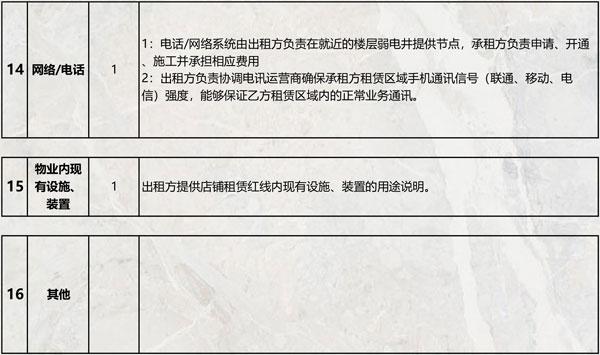 14
网络/电话
1
1：电话/网络系统由出租方负责在就近的楼层弱电井提供节点，承租方负责申请、开通
、施工并承担相应费用
2：出租方负责协调电讯运营商确保承租方租赁区域手机通讯信号（联通、移动、电
信）强度，能够保证乙方租赁区域内的正常业务通讯。
15
物业内现
有设施、
装置
1
出租方提供店铺租赁红线内现有设施、装置的用途说明。
16
其他